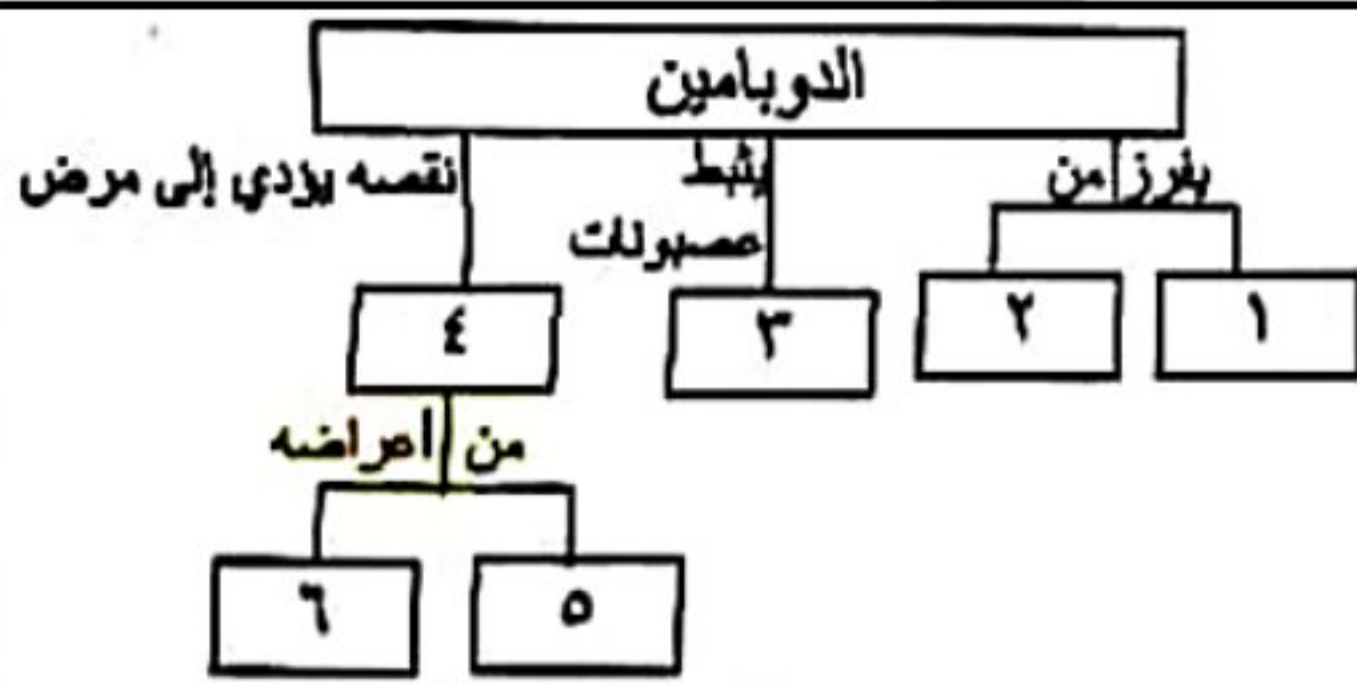 الدوبامين
يفرز من
يثبط
عصبونات
نقصه يؤدي إلى مرض
١
٢
٣
٤
من أعراضه
٥
٦